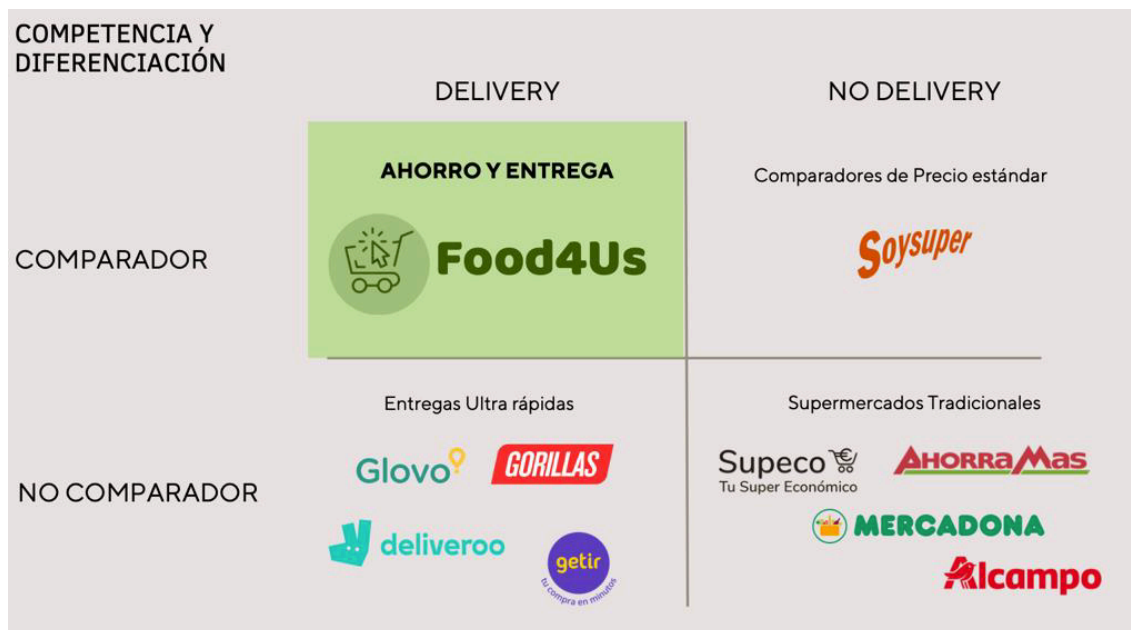 COMPETENCIA Y
DIFERENCIACIÓN
DELIVERY
NO DELIVERY
AHORRO Y ENTREGA
Comparadores de Precio estándar
COMPARADOR
Food4Us
Soysuper
Entregas Ultra rápidas
Supermercados Tradicionales
NO COMPARADOR
Glovo
GORILLAS
Supeco
Tu Super Económico
AHORRAMAS
MERCADONA
deliveroo
getir
tu compra en minutos
Alcampo